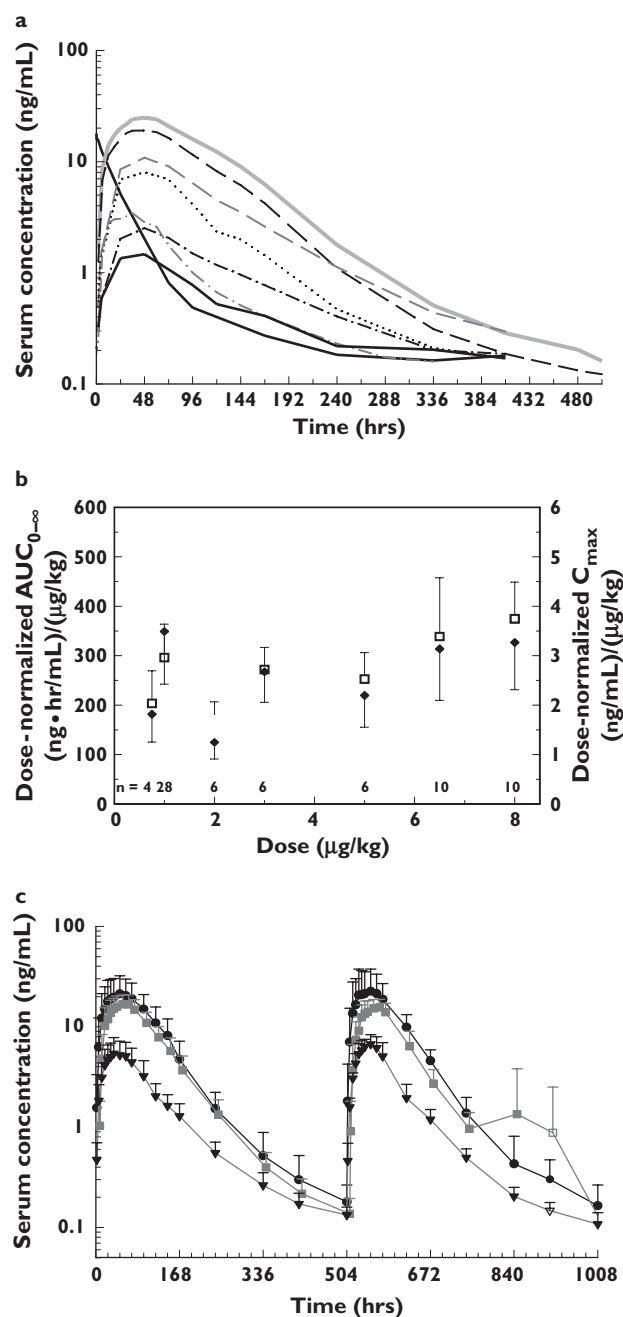 a
Serum concentration (ng/mL)
100
10
1
0.1
0 48 96 144 192 240 288 336 384 432 480
Time (hrs)
b
Dose-normalized AUC0–∞
(ng•hr/mL)/(μg/kg)
600
500
400
300
200
100
0
n = 4 28 6 6 6 10 10
0 2 4 6 8
Dose (μg/kg)
6
5
4
3
2
1
0
Dose-normalized Cmax
(ng/mL)/(μg/kg)
c
Serum concentration (ng/mL)
100
10
1
0.1
0 168 336 504 672 840 1008
Time (hrs)